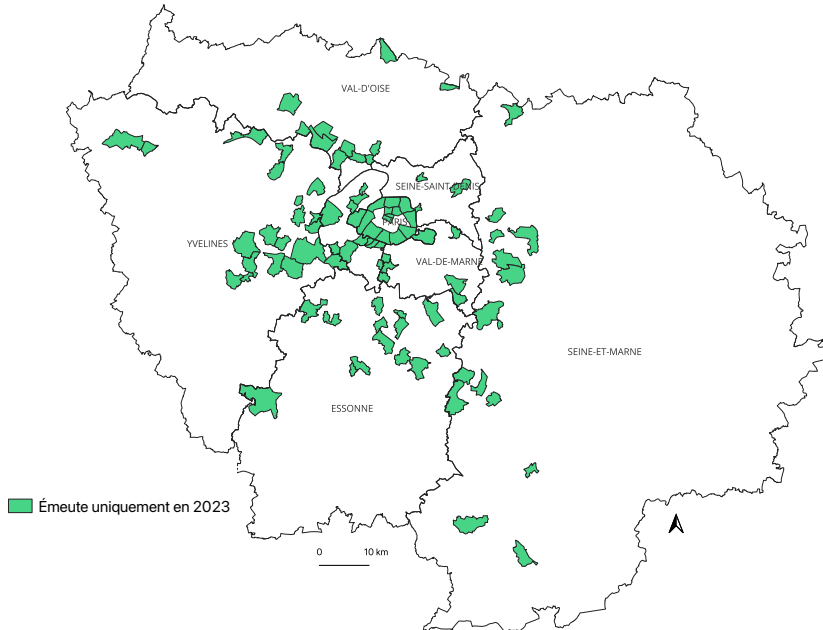 VAL-D'OISE
SEINE-SAINT-DENIS
PARIS
YVELINES
VAL-DE-MARNE
SEINE-ET-MARNE
ESSONNE
Émeute uniquement en 2023
0 10 km